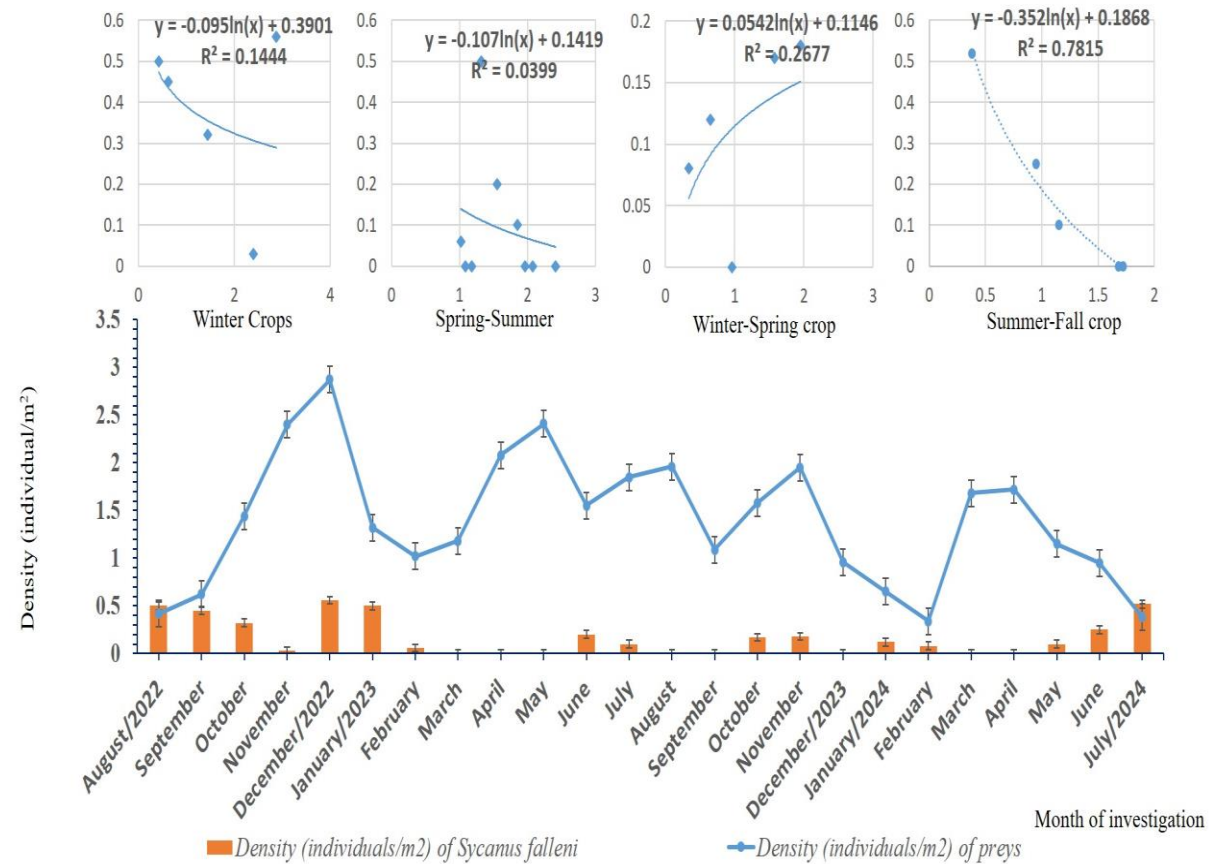 y = -0.095ln(x) + 0.3901
R² = 0.1444
0.6
0.5
0.4
0.3
0.2
0.1
0
0
2
4
Winter Crops
y = -0.107ln(x) + 0.1419
R² = 0.0399
0.6
0.5
0.4
0.3
0.2
0.1
0
0
1
2
3
Spring-Summer
y = 0.0542ln(x) + 0.1146
R² = 0.2677
0.2
0.15
0.1
0.05
0
0
1
2
3
Winter-Spring crop
y = -0.352ln(x) + 0.1868
R² = 0.7815
0.6
0.5
0.4
0.3
0.2
0.1
0
0
0.5
1
1.5
2
Summer-Fall crop
Density (individual/m²)
3.5
3
2.5
2
1.5
1
0.5
0
August/2022
September
October
November
December/2022
January/2023
February
March
April
May
June
July
August
September
October
November
December/2023
January/2024
February
March
April
May
June
July/2024
Month of investigation
Density (individuals/m2) of Sycanus falleni
Density (individuals/m2) of preys